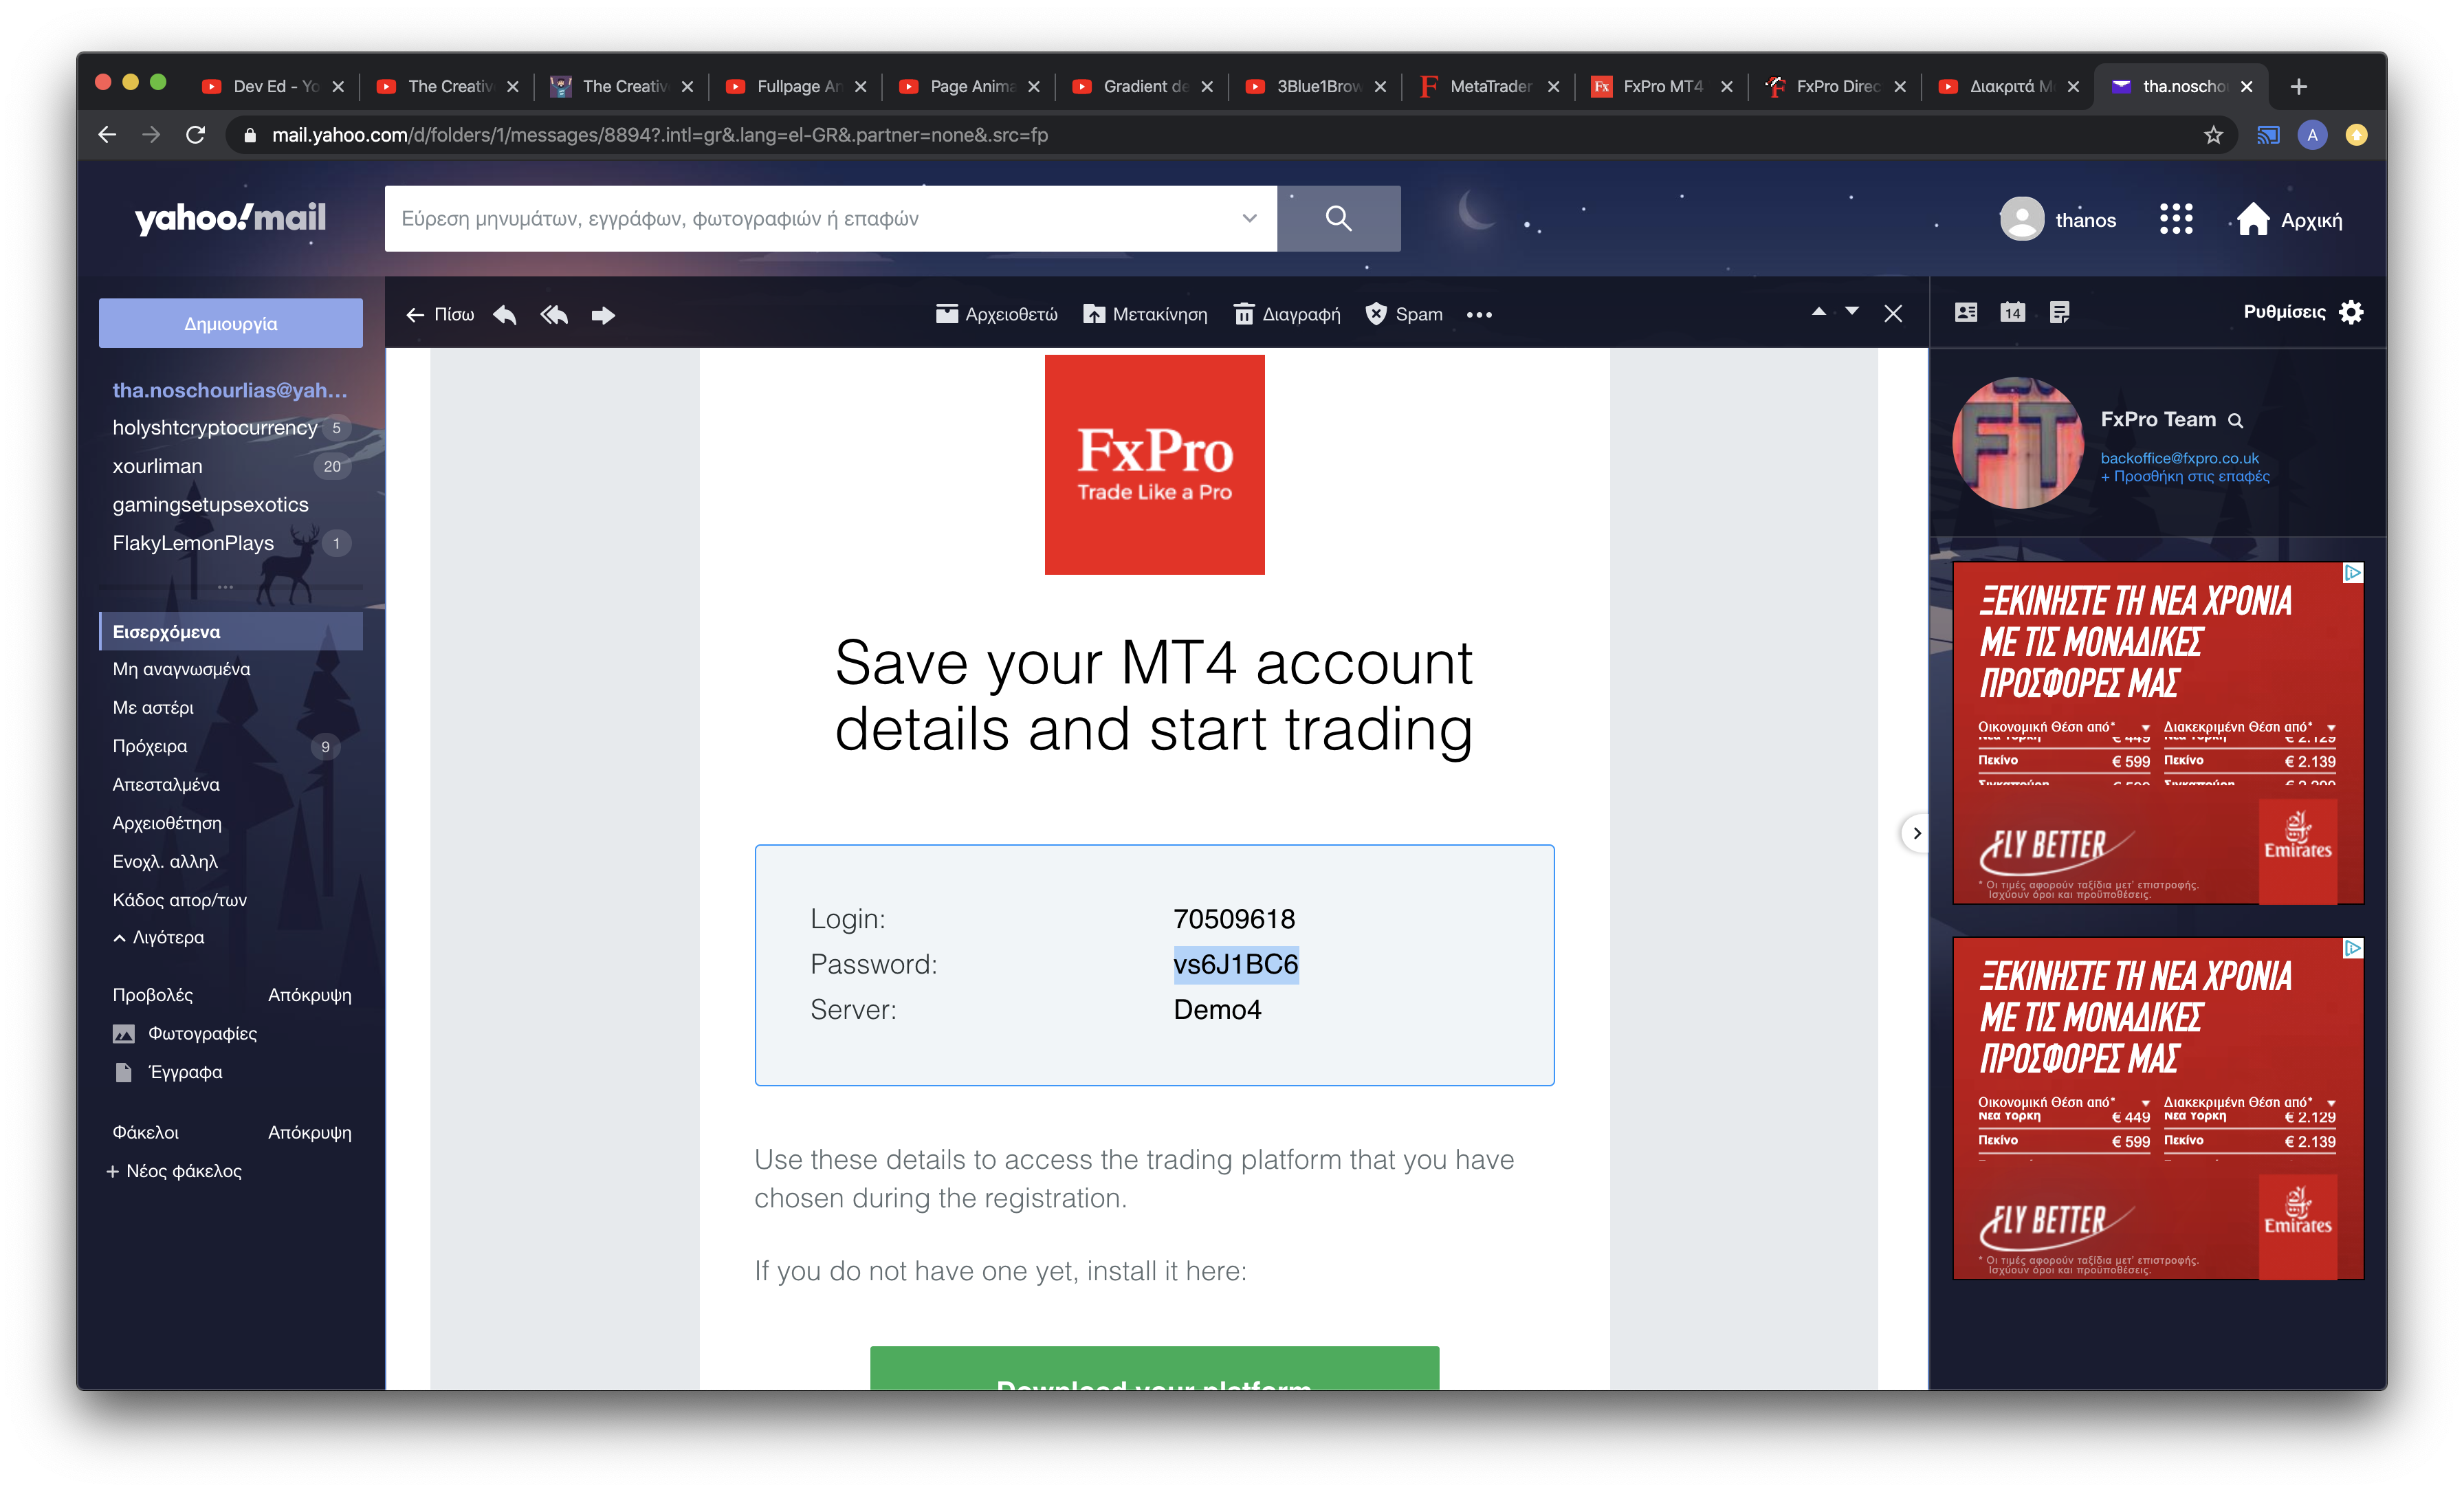 Dev Ed - Yo
The Creativ
The Creativ
Fullpage An
Page Anima
Gradient de
3Blue1Brow
MetaTrader
FxPro MT4
FxPro Direc
Διακριτά Μ
tha.noscho
mail.yahoo.com/d/folders/1/messages/8894?.intl=gr&.lang=el-GR&.partner=none&.src=fp
A
yahoo!mail
Εύρεση μηνυμάτων, εγγράφων, φωτογραφιών ή επαφών
thanos
Αρχική
Δημιουργία
tha.noschourlias@yah...
holyshtcryptocurrency 5
xourliman 20
gamingsetupsexotics
FlakyLemonPlays 1
Εισερχόμενα
Μη αναγνωσμένα
Με αστέρι
Πρόχειρα 9
Απεσταλμένα
Αρχειοθέτηση
Ενοχλ. αλληλ
Κάδος απορ/των
Λιγότερα
Προβολές Απόκρυψη
Φωτογραφίες
Έγγραφα
Φάκελοι Απόκρυψη
+ Νέος φάκελος
Πίσω
Αρχειοθετώ
Μετακίνηση
Διαγραφή
Spam
FxPro
Trade Like a Pro
Save your MT4 account
details and start trading
Login: 70509618
Password: vs6J1BC6
Server: Demo4
Use these details to access the trading platform that you have
chosen during the registration.
If you do not have one yet, install it here:
Download your platform
14
Ρυθμίσεις
FT
FxPro Team
backoffice@fxpro.co.uk
+ Προσθήκη στις επαφές
ΞΕΚΙΝΗΣΤΕ ΤΗ ΝΕΑ ΧΡΟΝΙΑ
ΜΕ ΤΙΣ ΜΟΝΑΔΙΚΕΣ
ΠΡΟΣΦΟΡΕΣ ΜΑΣ
Οικονομική Θέση από* Διακεκριμένη Θέση από*
Νέα Υόρκη € 449 Νέα Υόρκη € 2.129
Πεκίνο € 599 Πεκίνο € 2.139
FLY BETTER
Emirates
* Οι τιμές αφορούν ταξίδια μετ' επιστροφής.
Ισχύουν όροι και προϋποθέσεις.
ΞΕΚΙΝΗΣΤΕ ΤΗ ΝΕΑ ΧΡΟΝΙΑ
ΜΕ ΤΙΣ ΜΟΝΑΔΙΚΕΣ
ΠΡΟΣΦΟΡΕΣ ΜΑΣ
Οικονομική Θέση από* Διακεκριμένη Θέση από*
Νέα Υόρκη € 449 Νέα Υόρκη € 2.129
Πεκίνο € 599 Πεκίνο € 2.139
FLY BETTER
Emirates
* Οι τιμές αφορούν ταξίδια μετ' επιστροφής.
Ισχύουν όροι και προϋποθέσεις.